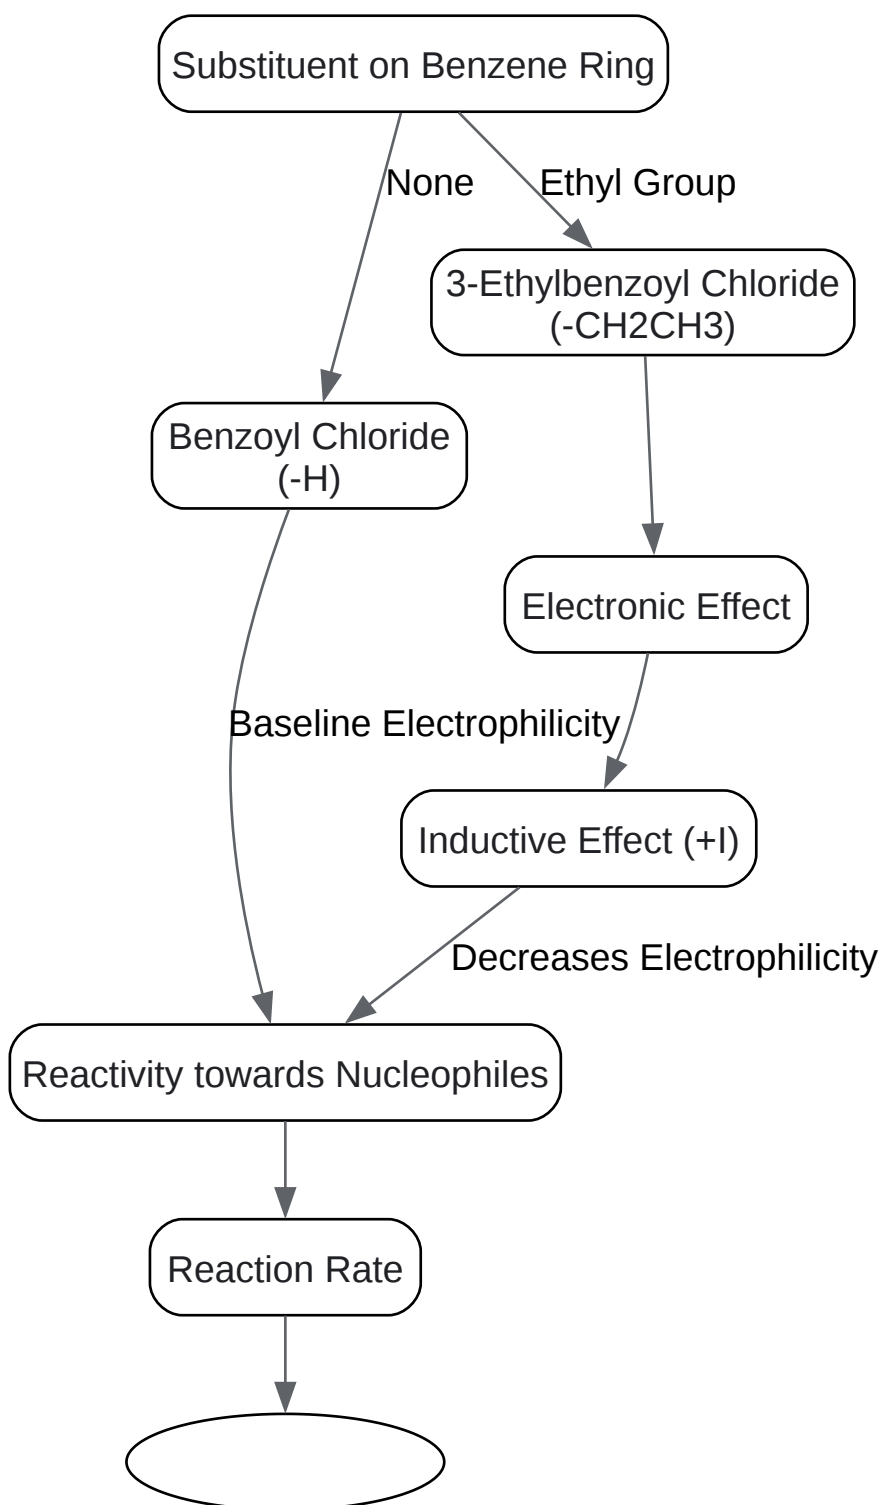 Substituent on Benzene Ring
None
Ethyl Group
3-Ethylbenzoyl Chloride
(-CH2CH3)
Benzoyl Chloride
(-H)
Electronic Effect
Baseline Electrophilicity
Inductive Effect (+I)
Decreases Electrophilicity
Reactivity towards Nucleophiles
Reaction Rate